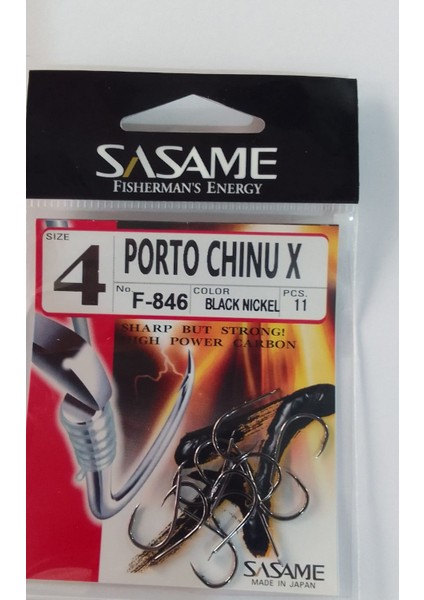 SASAME
FISHERMAN'S ENERGY
SIZE
4
PORTO CHINU X
No. F-846
COLOR
BLACK NICKEL
PCS.
11
SHARP BUT STRONG!
HIGH POWER CARBON
SASAME
MADE IN JAPAN